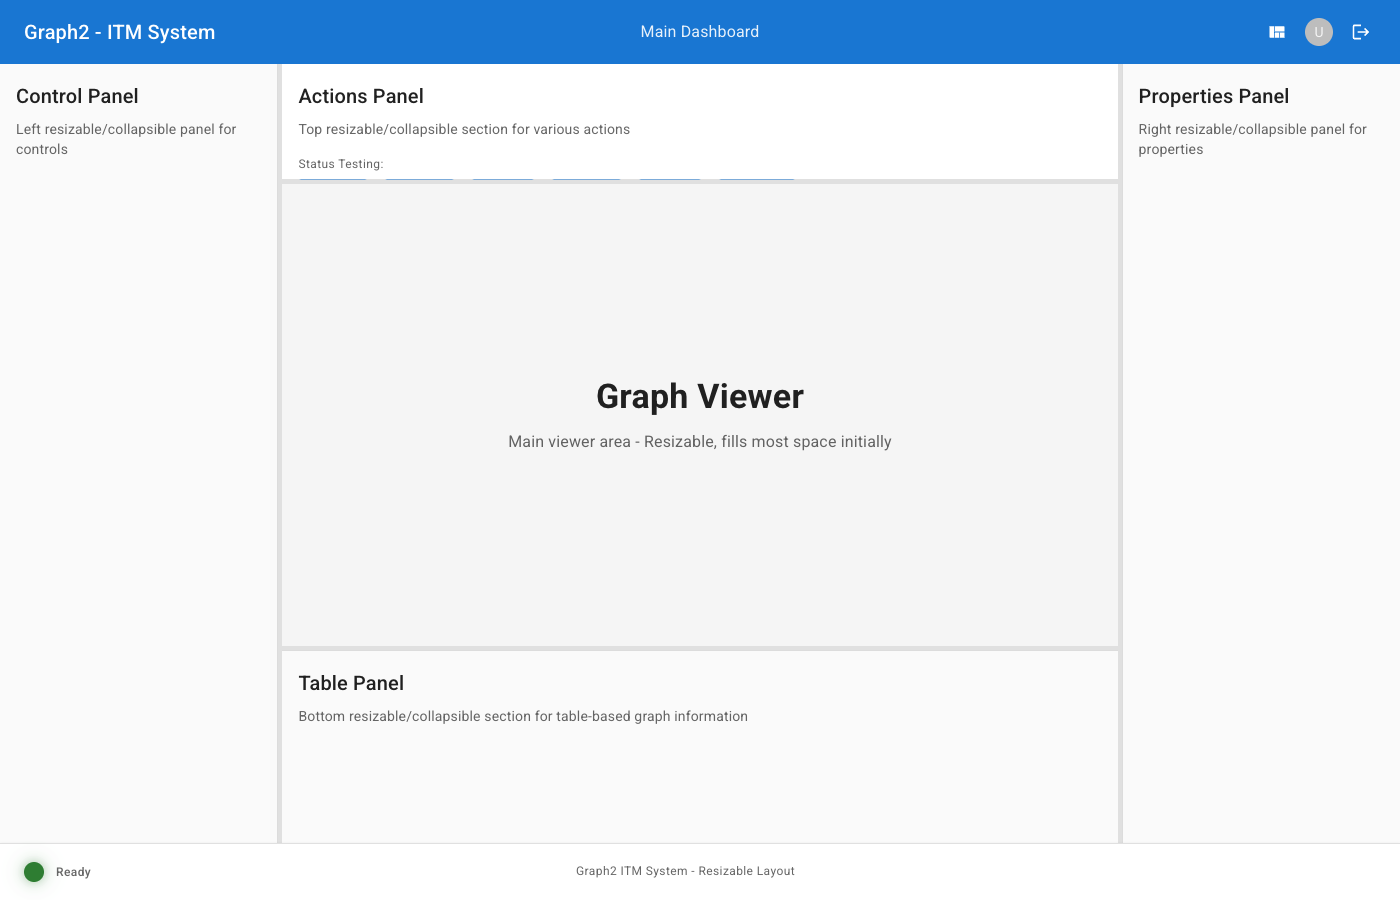 Graph2 - ITM System
Main Dashboard
U
Control Panel
Left resizable/collapsible panel for
controls
Actions Panel
Top resizable/collapsible section for various actions
Status Testing:
Properties Panel
Right resizable/collapsible panel for
properties
Graph Viewer
Main viewer area - Resizable, fills most space initially
Table Panel
Bottom resizable/collapsible section for table-based graph information
Ready
Graph2 ITM System - Resizable Layout